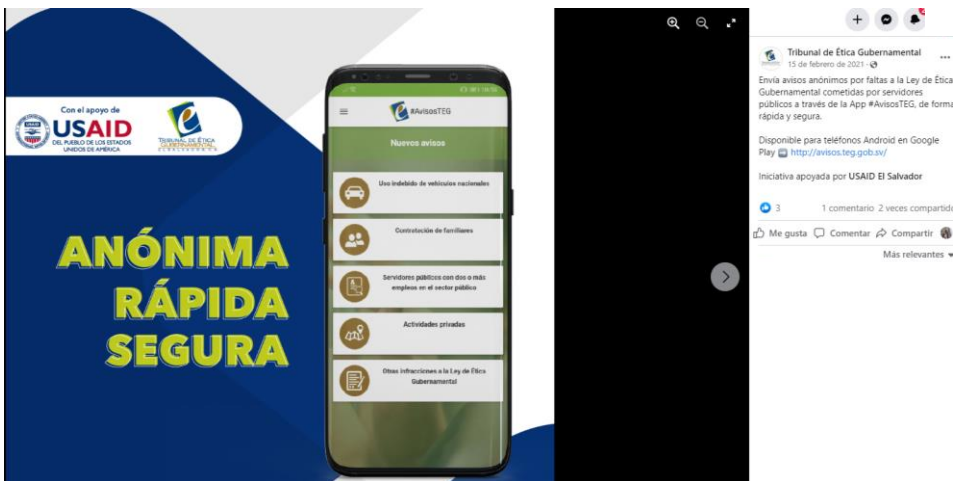 Con el apoyo de
USAID
DEL PUEBLO DE LOS ESTADOS
UNIDOS DE AMÉRICA
TRIBUNAL DE ÉTICA
GUBERNAMENTAL
ANÓNIMA
RÁPIDA
SEGURA
#AvisosTEG
Nuevos avisos
Uso indebido de vehículos nacionales
Contratación de familiares
Servidores públicos con dos o más
empleos en el sector público
Actividades privadas
Otras infracciones a la Ley de Ética
Gubernamental
Tribunal de Ética Gubernamental
15 de febrero de 2021
Envía avisos anónimos por faltas a la Ley de Ética
Gubernamental cometidas por servidores
públicos a través de la App #AvisosTEG, de forma
rápida y segura.
Disponible para teléfonos Android en Google
Play http://avisos.teg.gob.sv/
Iniciativa apoyada por USAID El Salvador
3 1 comentario 2 veces compartido
Me gusta Comentar Compartir
Más relevantes